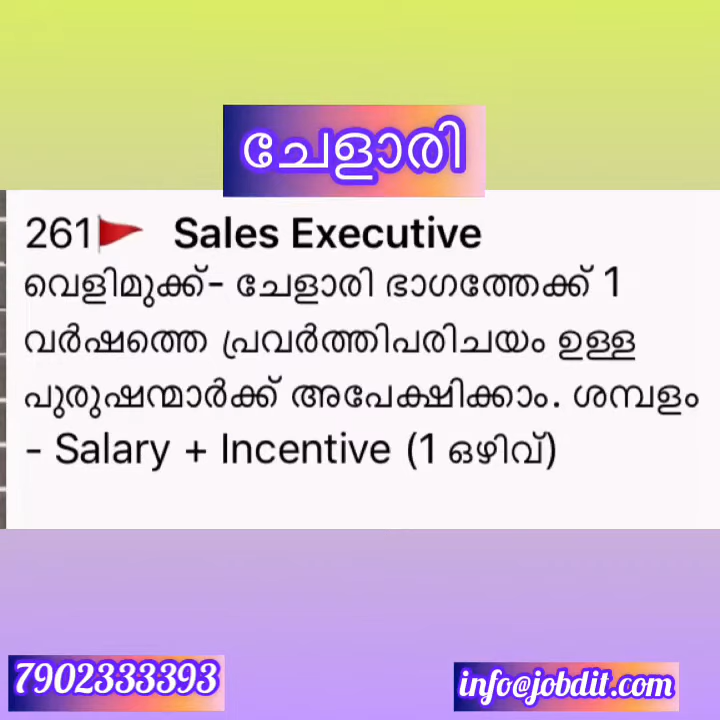 ചേളാരി
261🚩 Sales Executive
വെളിമുക്ക്- ചേളാരി ഭാഗത്തേക്ക് 1
വർഷത്തെ പ്രവർത്തിപരിചയം ഉള്ള
പുരുഷന്മാർക്ക് അപേക്ഷിക്കാം. ശമ്പളം
- Salary + Incentive (1 ഒഴിവ്)
7902333393
info@jobdit.com